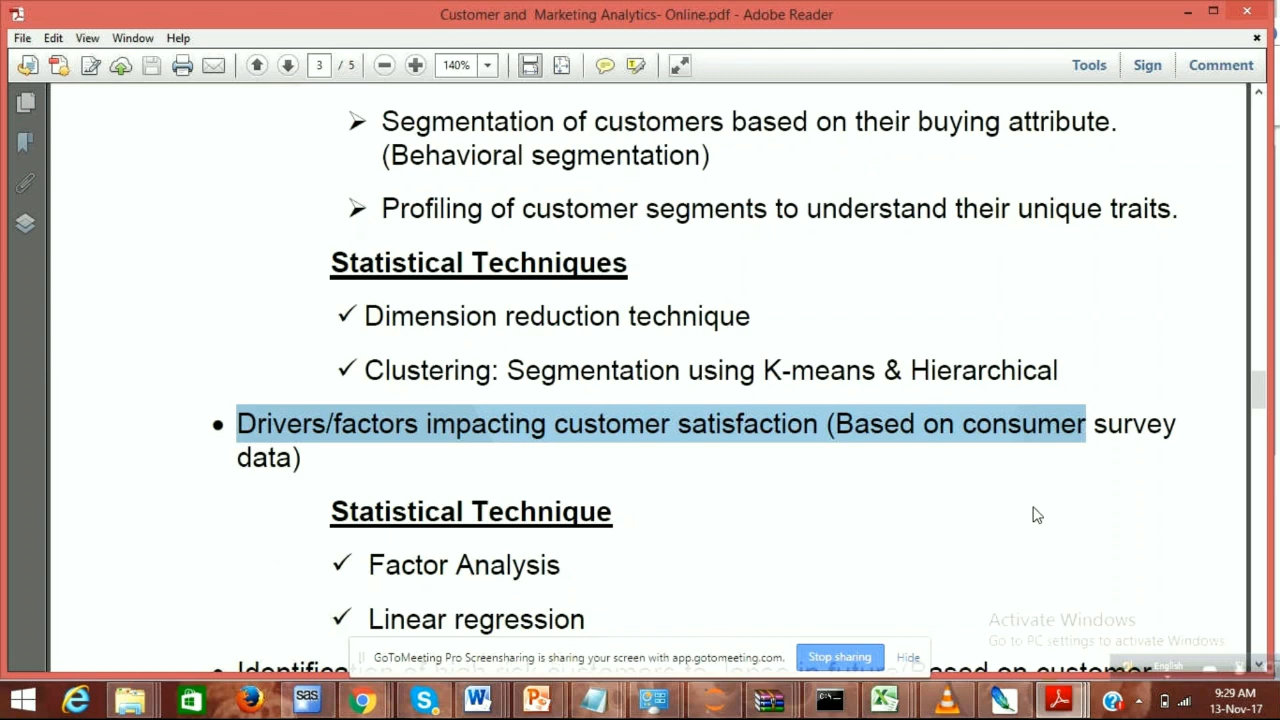 Customer and Marketing Analytics- Online.pdf - Adobe Reader
File Edit View Window Help
3 / 5 140% Tools Sign Comment
➢ Segmentation of customers based on their buying attribute.
(Behavioral segmentation)
➢ Profiling of customer segments to understand their unique traits.
Statistical Techniques
✓ Dimension reduction technique
✓ Clustering: Segmentation using K-means & Hierarchical
• Drivers/factors impacting customer satisfaction (Based on consumer survey
data)
Statistical Technique
✓ Factor Analysis
✓ Linear regression
Activate Windows
Go to PC settings to activate Windows.
GoToMeeting Pro Screensharing is sharing your screen with app.gotomeeting.com. Stop sharing Hide
English
9:29 AM
13-Nov-17